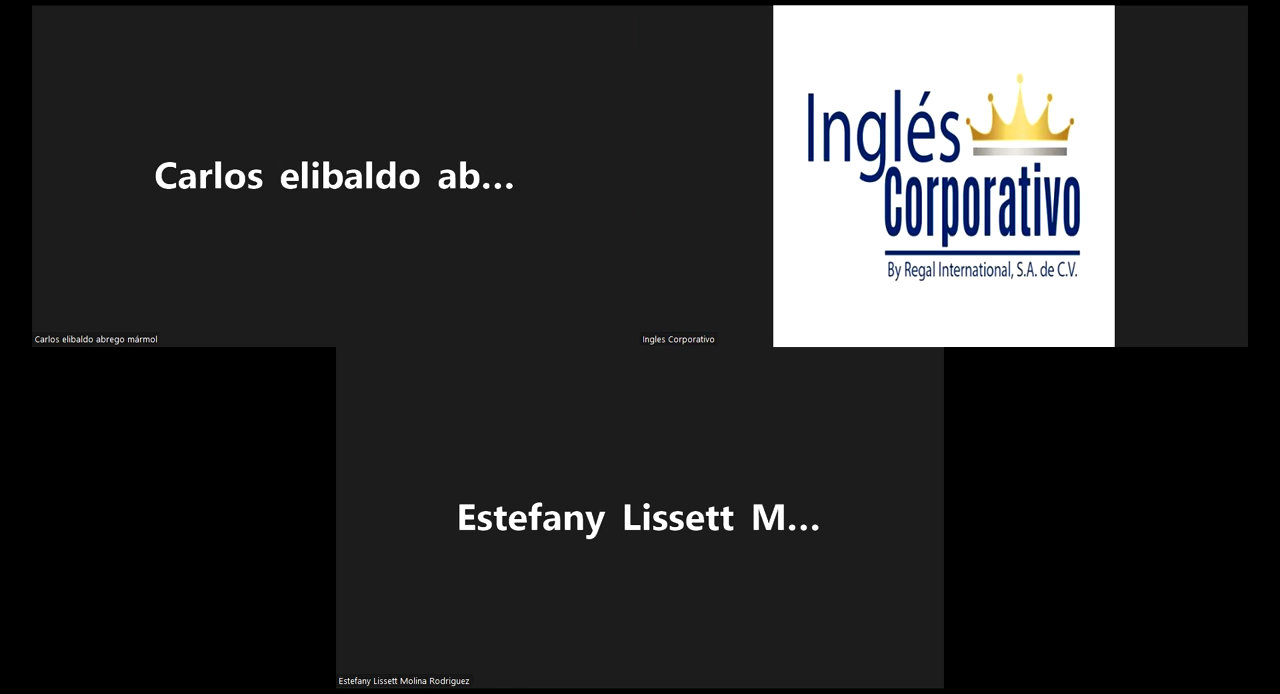 Carlos elibaldo ab...
Carlos elibaldo abrego mármol
Inglés
Corporativo
By Regal International, S.A. de C.V.
Ingles Corporativo
Estefany Lissett M...
Estefany Lissett Molina Rodriguez